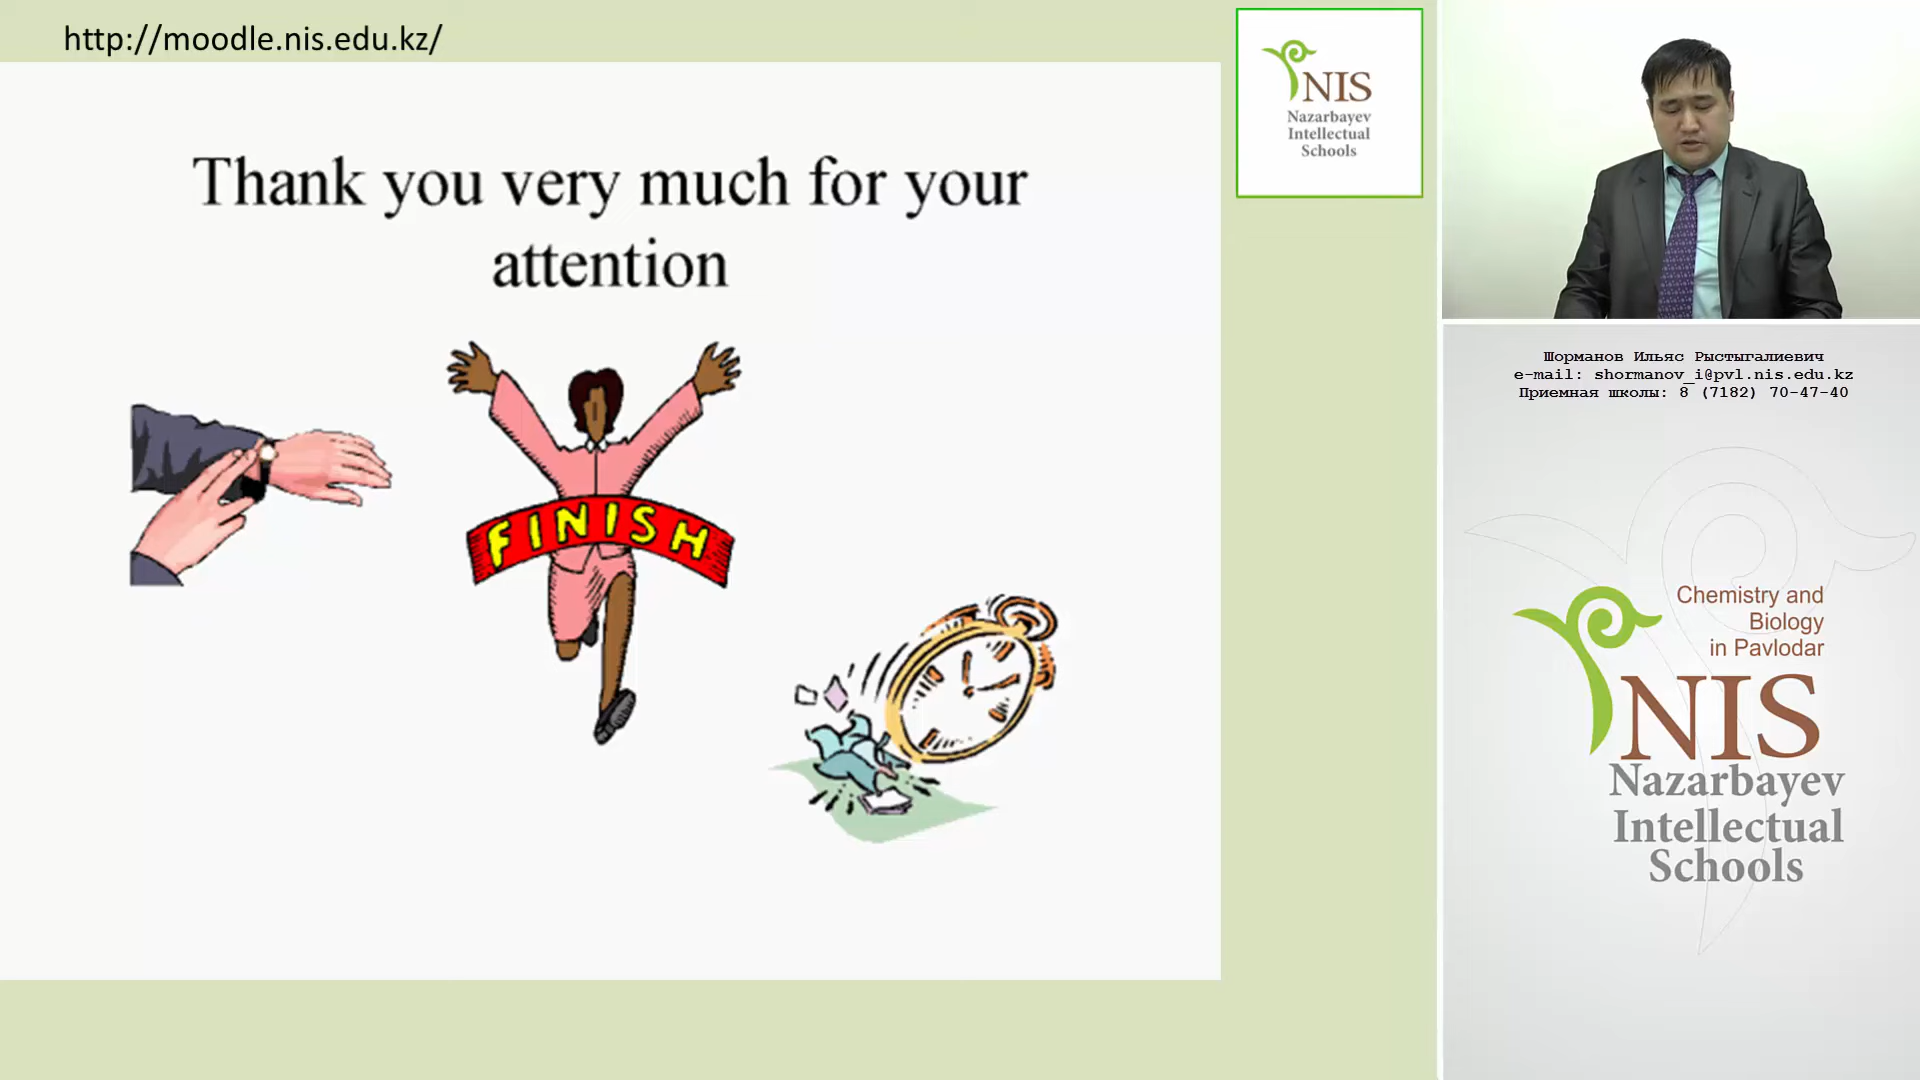 http://moodle.nis.edu.kz/
Thank you very much for your
attention
FINISH
NIS
Nazarbayev
Intellectual
Schools
Шорманов Ильяс Рыстыгалиевич
e-mail: shormanov_i@pvl.nis.edu.kz
Приемная школы: 8 (7182) 70-47-40
Chemistry and
Biology
in Pavlodar
NIS
Nazarbayev
Intellectual
Schools